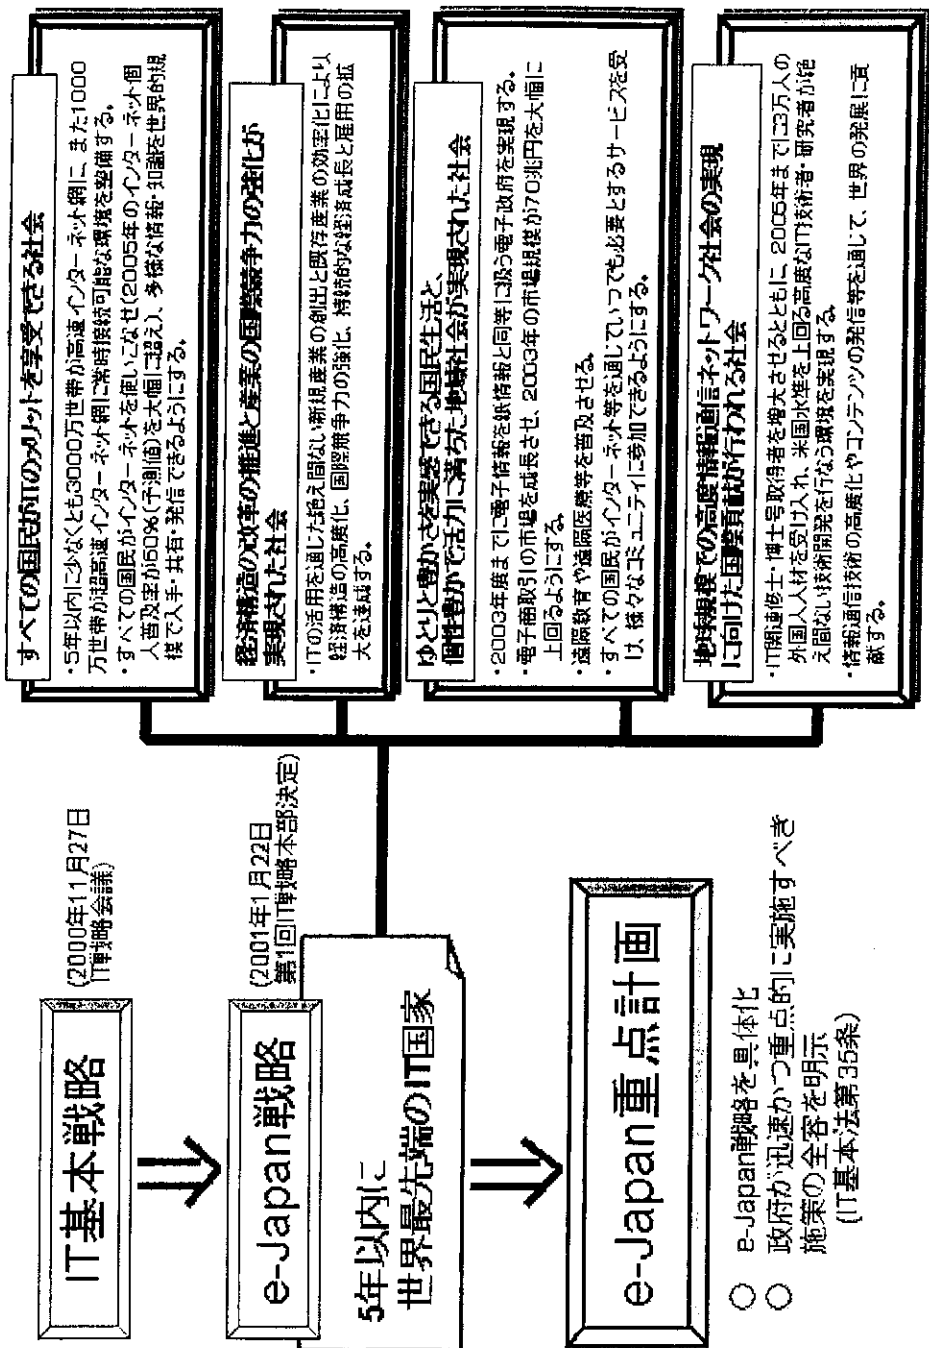 IT基本戦略
(2000年11月27日
IT戦略会議)
e-Japan戦略
(2001年1月22日
第1回IT戦略本部決定)
5年以内に
世界最先端のIT国家
e-Japan重点計画
○ e-Japan戦略を具体化
○ 政府が迅速かつ重点的に実施すべき
施策の全容を明示
(IT基本法第35条)
すべての国民がITのメリットを享受できる社会
・5年以内に少なくとも3000万世帯が高速インターネット網に、また1000
万世帯が超高速インターネット網に常時接続可能な環境を整備する。
・すべての国民がインターネットを使いこなせ(2005年のインターネット個
人普及率が60%(予測値)を大幅に超え)、多様な情報・知識を世界的規
模で入手・共有・発信できるようにする。
経済構造の改革の推進と産業の国際競争力の強化が
実現された社会
・ITの活用を通じた絶え間ない新規産業の創出と既存産業の効率化により、
経済構造の高度化、国際競争力の強化、持続的な経済成長と雇用の拡
大を達成する。
ゆとりと豊かさを実感できる国民生活と、
個性豊かで活力に満ちた地域社会が実現された社会
・2003年度までに電子情報を紙情報と同等に扱う電子政府を実現する。
・電子商取引の市場を成長させ、2003年の市場規模が70兆円を大幅に
上回るようにする。
・遠隔教育や遠隔医療等を普及させる。
・すべての国民がインターネット等を通じていつでも必要とするサービスを受
け、様々なコミュニティに参加できるようにする。
地球規模での高度情報通信ネットワーク社会の実現
に向けた国際貢献が行われる社会
・IT関連修士・博士号取得者を増大させるとともに、2005年までに3万人の
外国人人材を受け入れ、米国水準を上回る高度なIT技術者・研究者が絶
え間ない技術開発を行なう環境を実現する。
・情報通信技術の高度化やコンテンツの発信等を通じて、世界の発展に貢
献する。